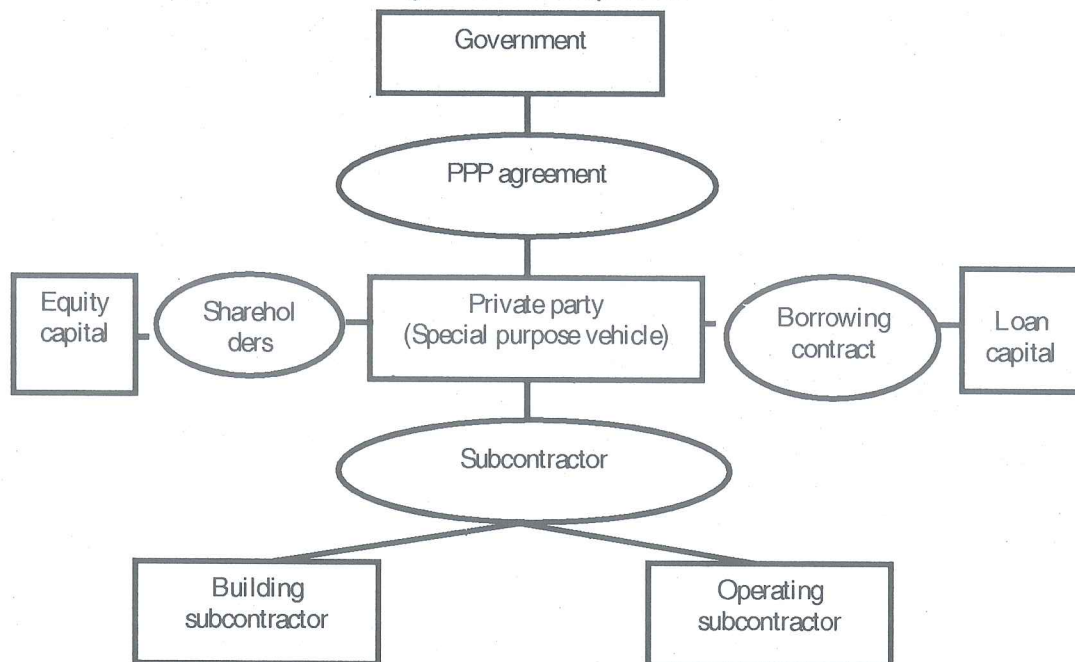 Government
PPP agreement
Equity
capital
Sharehol
ders
Private party
(Special purpose vehicle)
Borrowing
contract
Loan
capital
Subcontractor
Building
subcontractor
Operating
subcontractor